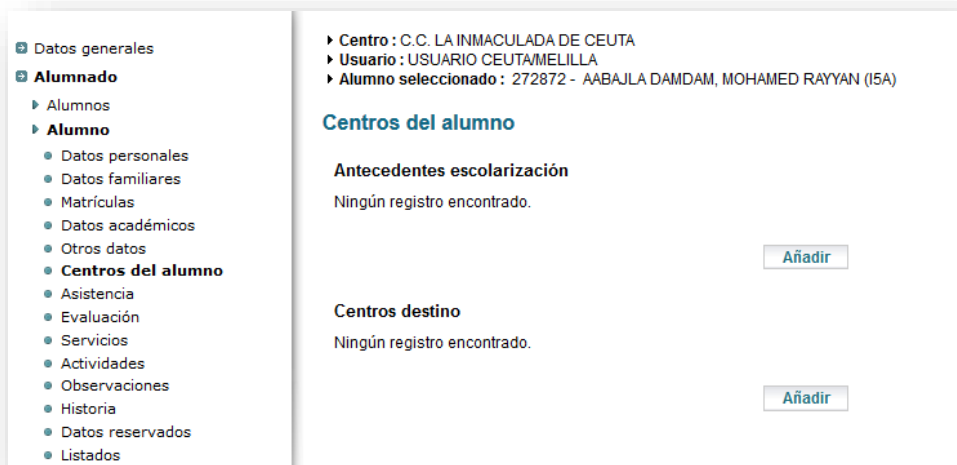 Datos generales
Alumnado
Alumnos
Alumno
Datos personales
Datos familiares
Matrículas
Datos académicos
Otros datos
Centros del alumno
Asistencia
Evaluación
Servicios
Actividades
Observaciones
Historia
Datos reservados
Listados
Centro : C.C. LA INMACULADA DE CEUTA
Usuario : USUARIO CEUTA/MELILLA
Alumno seleccionado : 272872 - AABAJLA DAMDAM, MOHAMED RAYYAN (I5A)
Centros del alumno
Antecedentes escolarización
Ningún registro encontrado.
Añadir
Centros destino
Ningún registro encontrado.
Añadir